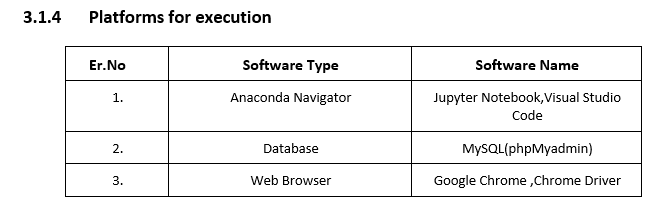 3.1.4 Platforms for execution
Er.No Software Type Software Name
1. Anaconda Navigator Jupyter Notebook,Visual Studio
Code
2. Database MySQL(phpMyadmin)
3. Web Browser Google Chrome ,Chrome Driver